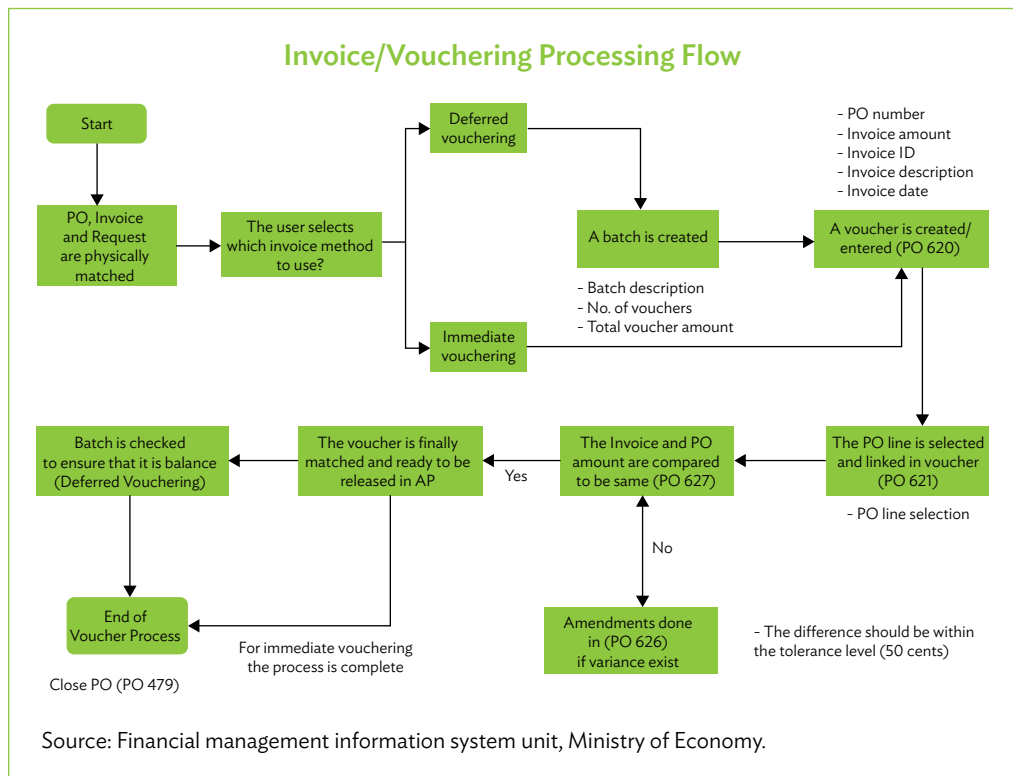 Invoice/Vouchering Processing Flow
Start
PO, Invoice
and Request
are physically
matched
The user selects
which invoice method
to use?
Deferred
vouchering
Immediate
vouchering
A batch is created
- Batch description
- No. of vouchers
- Total voucher amount
- PO number
- Invoice amount
- Invoice ID
- Invoice description
- Invoice date
A voucher is created/
entered (PO 620)
The PO line is selected
and linked in voucher
(PO 621)
- PO line selection
The Invoice and PO
amount are compared
to be same (PO 627)
Yes
No
Amendments done
in (PO 626)
if variance exist
- The difference should be within
the tolerance level (50 cents)
The voucher is finally
matched and ready to be
released in AP
Batch is checked
to ensure that it is balance
(Deferred Vouchering)
End of
Voucher Process
For immediate vouchering
the process is complete
Close PO (PO 479)
Source: Financial management information system unit, Ministry of Economy.